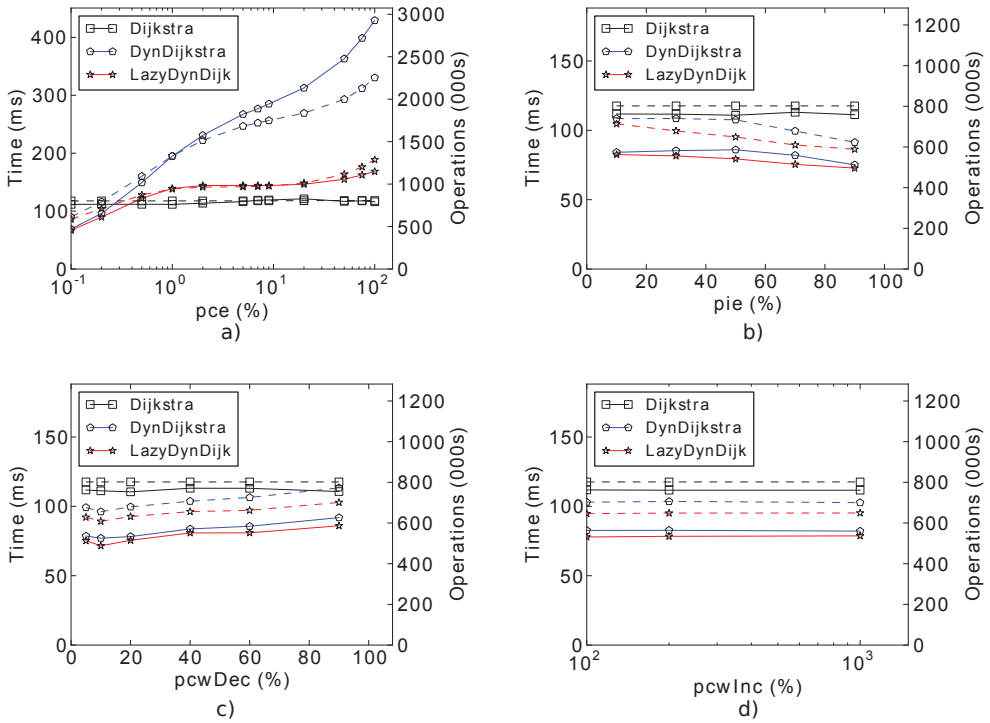 Dijkstra
DynDijkstra
LazyDynDijk
Time (ms)
400
300
200
100
0
Operations (000s)
3000
2500
2000
1500
1000
500
0
10^-1 10^0 10^1 10^2
pce (%)
a)
Dijkstra
DynDijkstra
LazyDynDijk
Time (ms)
150
100
50
0
Operations (000s)
1200
1000
800
600
400
200
0
0 20 40 60 80 100
pie (%)
b)
Dijkstra
DynDijkstra
LazyDynDijk
Time (ms)
150
100
50
0
Operations (000s)
1200
1000
800
600
400
200
0
0 20 40 60 80 100
pcwDec (%)
c)
Dijkstra
DynDijkstra
LazyDynDijk
Time (ms)
150
100
50
0
Operations (000s)
1200
1000
800
600
400
200
0
10^2 10^3
pcwInc (%)
d)